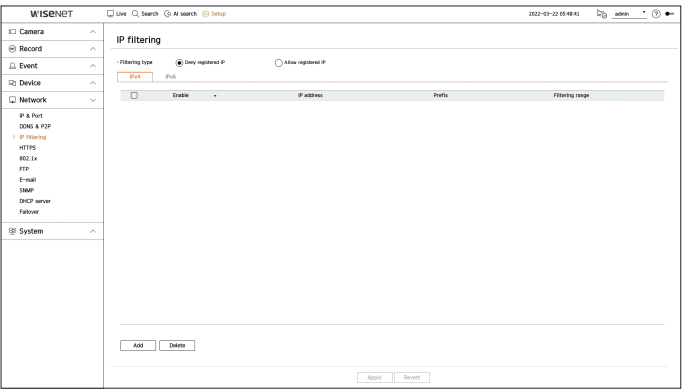 WISENET
Live Search AI search Setup 2022-03-22 05:48:41 admin ?
Camera
Record
Event
Device
Network
IP & Port
DDNS & P2P
IP filtering
HTTPS
802.1x
FTP
E-mail
SNMP
DHCP server
Failover
System
IP filtering
Filtering type Deny registered IP Allow registered IP
IPv4 IPv6
Enable IP address Prefix Filtering range
Add Delete
Apply Revert